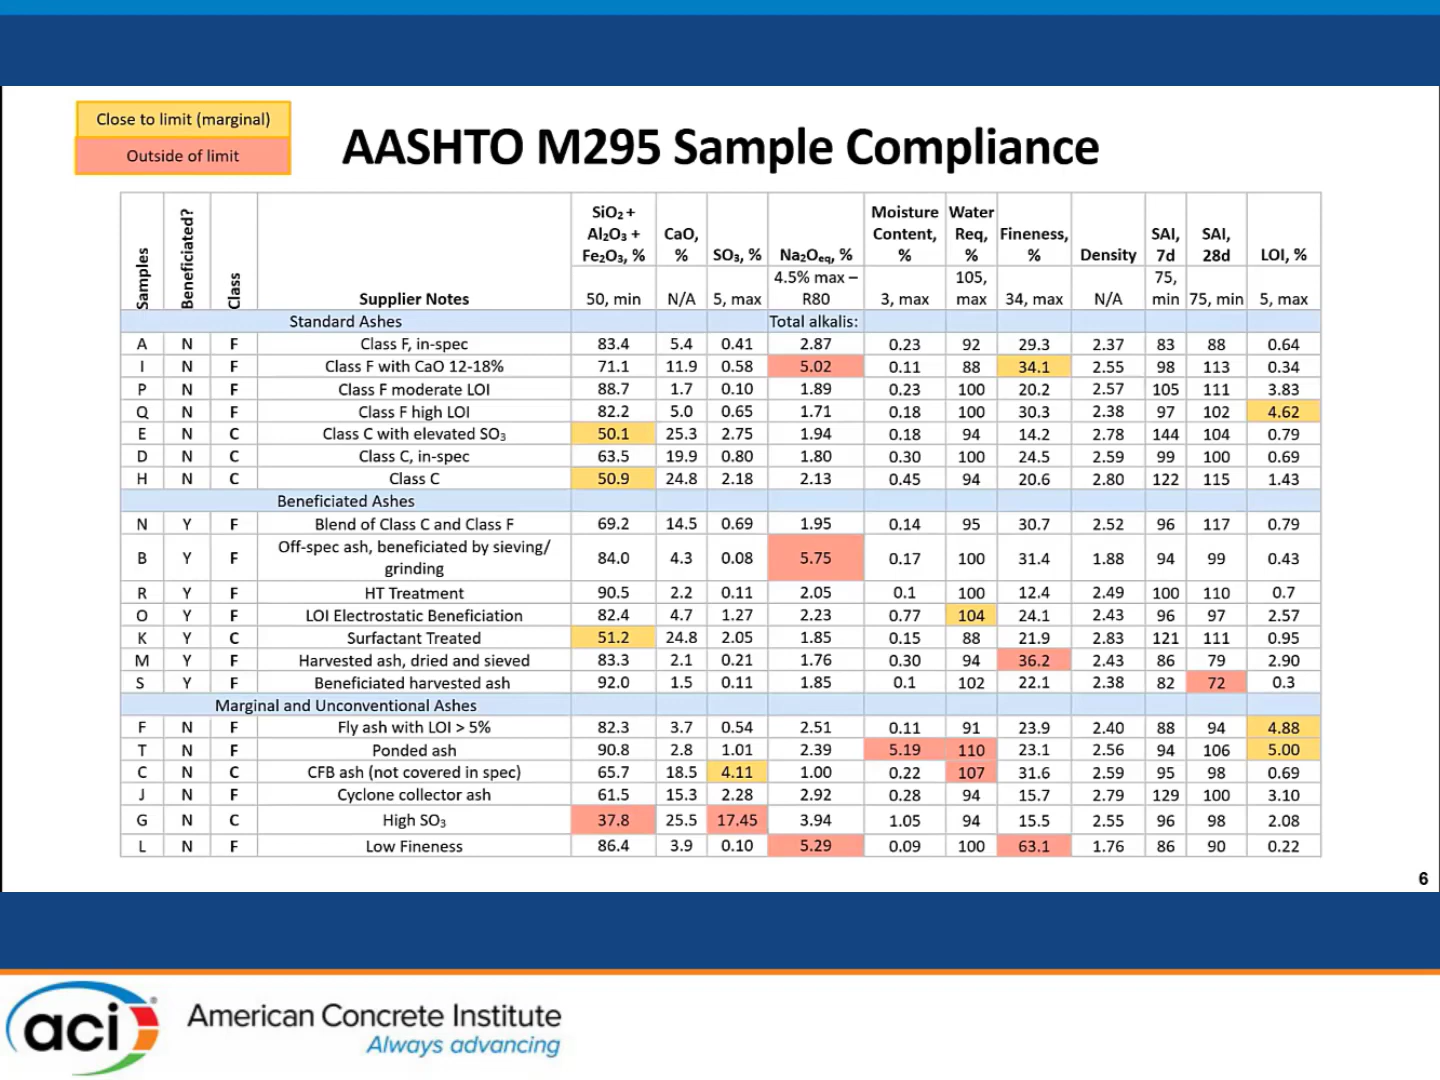 Close to limit (marginal)
Outside of limit
AASHTO M295 Sample Compliance
Samples Beneficiated? Class Supplier Notes SiO₂ + Al₂O₃ + Fe₂O₃, % CaO, % SO₃, % Na₂Oeq, % Moisture Content, % Water Req, % Fineness, % Density SAI, 7d SAI, 28d LOI, %
50, min N/A 5, max 4.5% max – R80 3, max 105, max 34, max N/A 75, min 75, min 5, max
Standard Ashes Total alkalis:
A N F Class F, in-spec 83.4 5.4 0.41 2.87 0.23 92 29.3 2.37 83 88 0.64
I N F Class F with CaO 12-18% 71.1 11.9 0.58 5.02 0.11 88 34.1 2.55 98 113 0.34
P N F Class F moderate LOI 88.7 1.7 0.10 1.89 0.23 100 20.2 2.57 105 111 3.83
Q N F Class F high LOI 82.2 5.0 0.65 1.71 0.18 100 30.3 2.38 97 102 4.62
E N C Class C with elevated SO₃ 50.1 25.3 2.75 1.94 0.18 94 14.2 2.78 144 104 0.79
D N C Class C, in-spec 63.5 19.9 0.80 1.80 0.30 100 24.5 2.59 99 100 0.69
H N C Class C 50.9 24.8 2.18 2.13 0.45 94 20.6 2.80 122 115 1.43
Beneficiated Ashes
N Y F Blend of Class C and Class F 69.2 14.5 0.69 1.95 0.14 95 30.7 2.52 96 117 0.79
B Y F Off-spec ash, beneficiated by sieving/ grinding 84.0 4.3 0.08 5.75 0.17 100 31.4 1.88 94 99 0.43
R Y F HT Treatment 90.5 2.2 0.11 2.05 0.1 100 12.4 2.49 100 110 0.7
O Y F LOI Electrostatic Beneficiation 82.4 4.7 1.27 2.23 0.77 104 24.1 2.43 96 97 2.57
K Y C Surfactant Treated 51.2 24.8 2.05 1.85 0.15 88 21.9 2.83 121 111 0.95
M Y F Harvested ash, dried and sieved 83.3 2.1 0.21 1.76 0.30 94 36.2 2.43 86 79 2.90
S Y F Beneficiated harvested ash 92.0 1.5 0.11 1.85 0.1 102 22.1 2.38 82 72 0.3
Marginal and Unconventional Ashes
F N F Fly ash with LOI > 5% 82.3 3.7 0.54 2.51 0.11 91 23.9 2.40 88 94 4.88
T N F Ponded ash 90.8 2.8 1.01 2.39 5.19 110 23.1 2.56 94 106 5.00
C N C CFB ash (not covered in spec) 65.7 18.5 4.11 1.00 0.22 107 31.6 2.59 95 98 0.69
J N F Cyclone collector ash 61.5 15.3 2.28 2.92 0.28 94 15.7 2.79 129 100 3.10
G N C High SO₃ 37.8 25.5 17.45 3.94 1.05 94 15.5 2.55 96 98 2.08
L N F Low Fineness 86.4 3.9 0.10 5.29 0.09 100 63.1 1.76 86 90 0.22
6
aci
American Concrete Institute
Always advancing